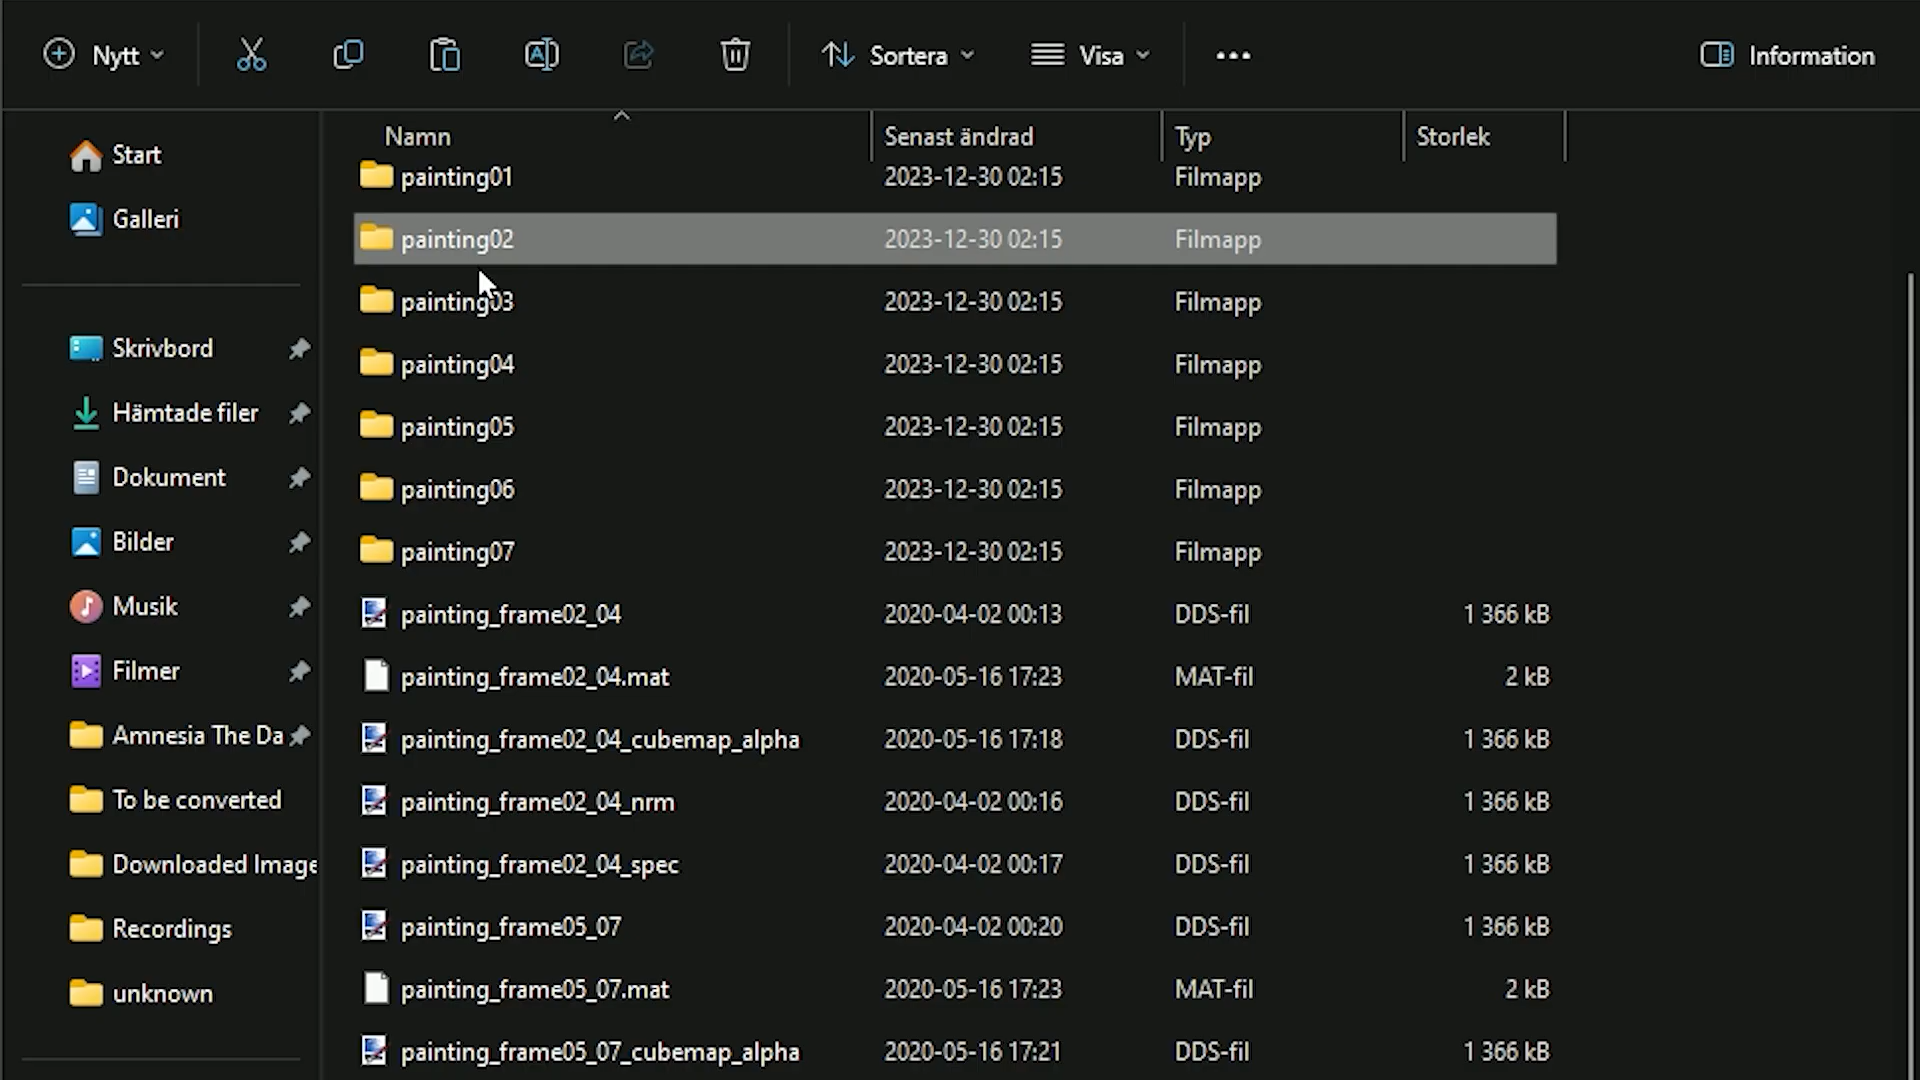 Nytt
Sortera
Visa
Information
Start
Galleri
Skrivbord
Hämtade filer
Dokument
Bilder
Musik
Filmer
Amnesia The Da
To be converted
Downloaded Image
Recordings
unknown
Namn Senast ändrad Typ Storlek
painting01 2023-12-30 02:15 Filmapp
painting02 2023-12-30 02:15 Filmapp
painting03 2023-12-30 02:15 Filmapp
painting04 2023-12-30 02:15 Filmapp
painting05 2023-12-30 02:15 Filmapp
painting06 2023-12-30 02:15 Filmapp
painting07 2023-12-30 02:15 Filmapp
painting_frame02_04 2020-04-02 00:13 DDS-fil 1 366 kB
painting_frame02_04.mat 2020-05-16 17:23 MAT-fil 2 kB
painting_frame02_04_cubemap_alpha 2020-05-16 17:18 DDS-fil 1 366 kB
painting_frame02_04_nrm 2020-04-02 00:16 DDS-fil 1 366 kB
painting_frame02_04_spec 2020-04-02 00:17 DDS-fil 1 366 kB
painting_frame05_07 2020-04-02 00:20 DDS-fil 1 366 kB
painting_frame05_07.mat 2020-05-16 17:23 MAT-fil 2 kB
painting_frame05_07_cubemap_alpha 2020-05-16 17:21 DDS-fil 1 366 kB